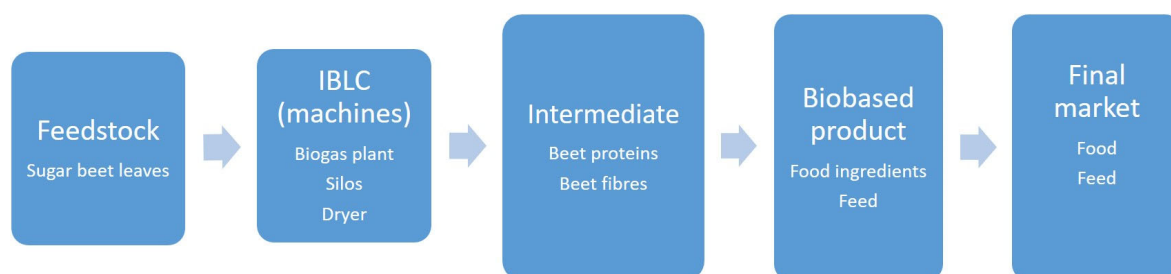 Feedstock
Sugar beet leaves
IBLC
(machines)
Biogas plant
Silos
Dryer
Intermediate
Beet proteins
Beet fibres
Biobased
product
Food ingredients
Feed
Final
market
Food
Feed